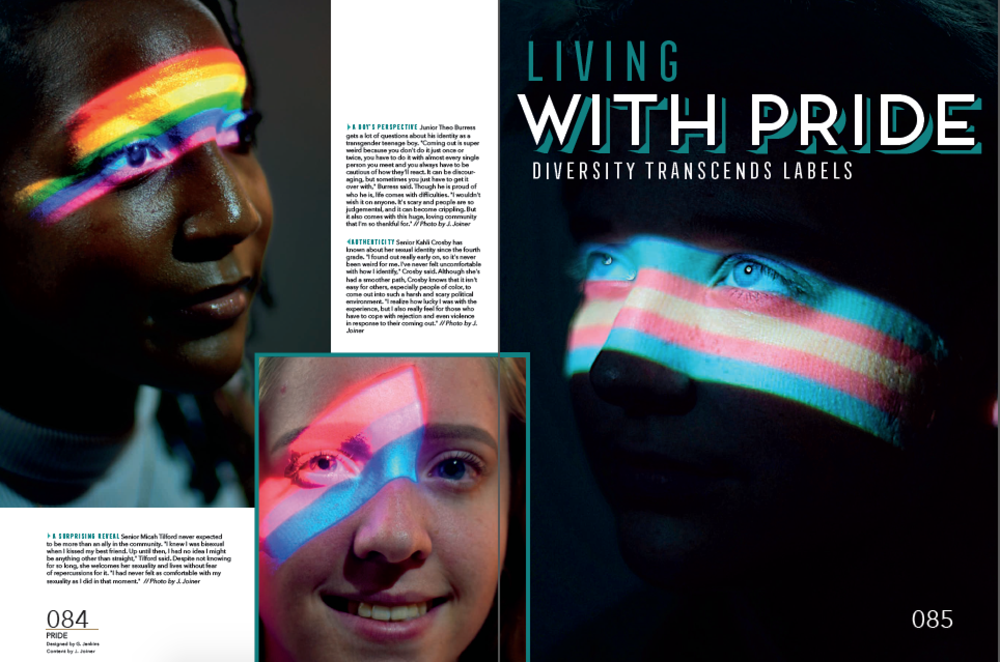 LIVING
WITH PRIDE
DIVERSITY TRANSCENDS LABELS
A BOY'S PERSPECTIVE Junior Theo Burress
gets a lot of questions about his identity as a
transgender teenage boy. "Coming out is super
weird because you don't do it just once or
twice, you have to do it with almost every single
person you meet and you always have to be
cautious of how they'll react. It can be discour-
aging, but sometimes you just have to get it
over with," Burress said. Though he is proud of
who he is, life comes with difficulties. "I wouldn't
wish it on anyone. It's scary and people are so
judgemental, and it can become crippling. But
it also comes with this huge, loving community
that I'm so thankful for." // Photo by J. Joiner
AUTHENTICITY Senior Kahli Crosby has
known about her sexual identity since the fourth
grade. "I found out really early on, so it's never
been weird for me. I've never felt uncomfortable
with how I identify," Crosby said. Although she's
had a smoother path, Crosby knows that it isn't
easy for others, especially people of color, to
come out into such a harsh and scary political
environment. "I realize how lucky I was with the
experience, but I also really feel for those who
have to cope with rejection and even violence
in response to their coming out." // Photo by J.
Joiner
A SURPRISING REVEAL Senior Micah Tilford never expected
to be more than an ally in the community. "I knew I was bisexual
when I kissed my best friend. Up until then, I had no idea I might
be anything other than straight," Tilford said. Despite not knowing
for so long, she welcomes her sexuality and lives without fear
of repercussions for it. "I had never felt as comfortable with my
sexuality as I did in that moment." // Photo by J. Joiner
084
PRIDE
Designed by G. Jenkins
Content by J. Joiner
085